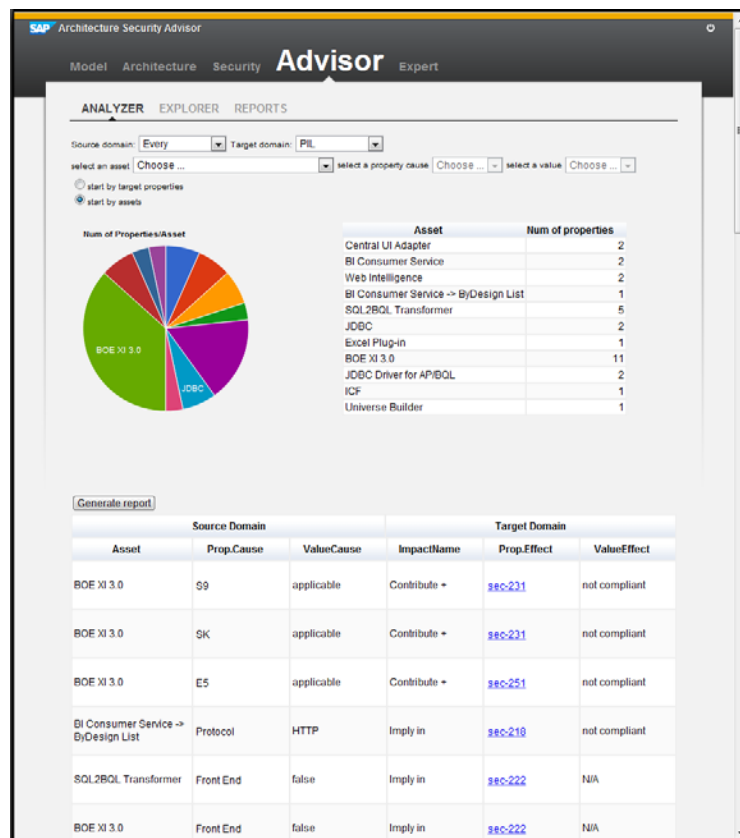 SAP Architecture Security Advisor
Model Architecture Security Advisor Expert
ANALYZER EXPLORER REPORTS
Source domain: Every Target domain: PIL
select an asset Choose ... select a property cause Choose ... select a value Choose ...
start by target properties
start by assets
Num of Properties/Asset
BOE XI 3.0
JDBC
Asset Num of properties
Central UI Adapter 2
BI Consumer Service 2
Web Intelligence 2
BI Consumer Service -> ByDesign List 1
SQL2BQL Transformer 5
JDBC 2
Excel Plug-in 1
BOE XI 3.0 11
JDBC Driver for AP/BQL 2
ICF 1
Universe Builder 1
Generate report
Source Domain Target Domain
Asset Prop.Cause ValueCause ImpactName Prop.Effect ValueEffect
BOE XI 3.0 S9 applicable Contribute + sec-231 not compliant
BOE XI 3.0 SK applicable Contribute + sec-231 not compliant
BOE XI 3.0 E5 applicable Contribute + sec-251 not compliant
BI Consumer Service -> ByDesign List Protocol HTTP Imply in sec-218 not compliant
SQL2BQL Transformer Front End false Imply in sec-222 N/A
BOE XI 3.0 Front End false Imply in sec-222 N/A